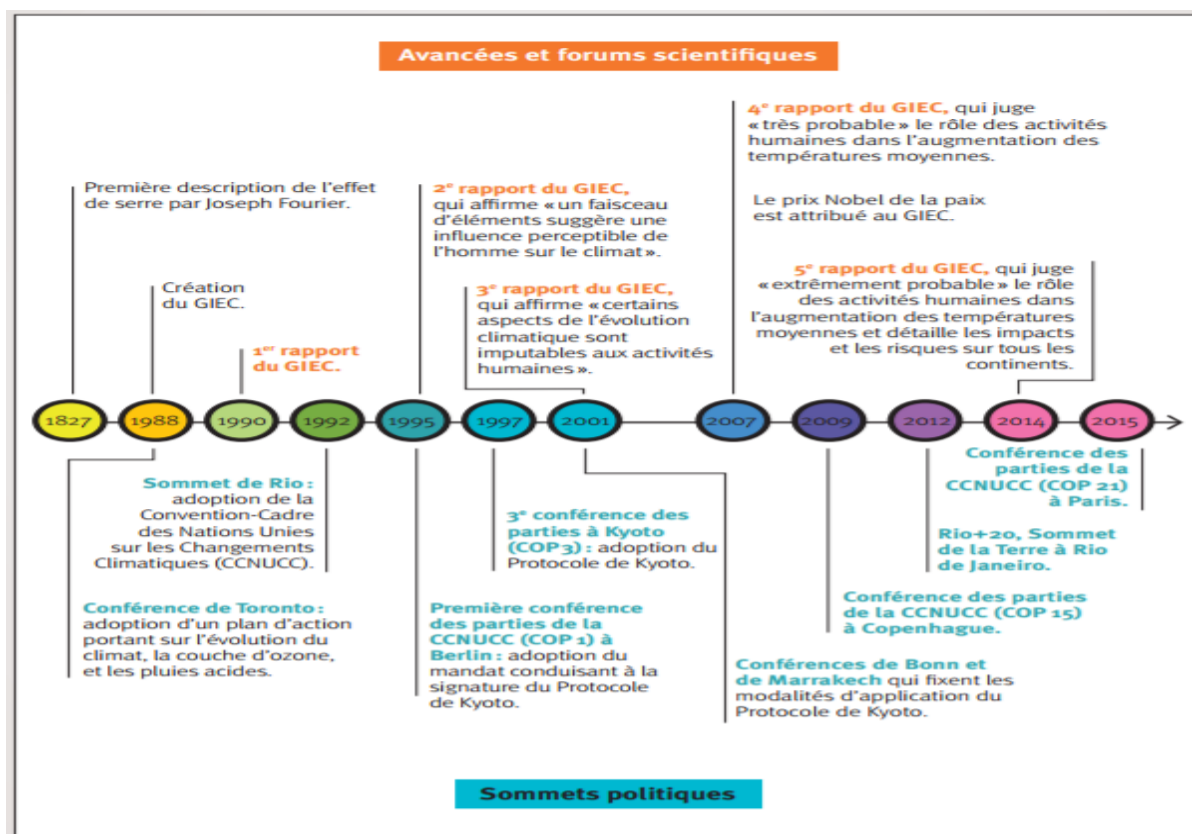 Avancées et forums scientifiques
4e rapport du GIEC, qui juge
« très probable » le rôle des activités
humaines dans l'augmentation des
températures moyennes.
Première description de l'effet
de serre par Joseph Fourier.
2e rapport du GIEC,
qui affirme « un faisceau
d'éléments suggère une
influence perceptible de
l'homme sur le climat ».
Le prix Nobel de la paix
est attribué au GIEC.
Création
du GIEC.
3e rapport du GIEC,
qui affirme « certains
aspects de l'évolution
climatique sont
imputables aux activités
humaines ».
5e rapport du GIEC, qui juge
« extrêmement probable » le rôle
des activités humaines dans
l'augmentation des températures
moyennes et détaille les impacts
et les risques sur tous les
continents.
1er rapport
du GIEC.
1827 1988 1990 1992 1995 1997 2001 2007 2009 2012 2014 2015
Sommet de Rio :
adoption de la
Convention-Cadre
des Nations Unies
sur les Changements
Climatiques (CCNUCC).
3e conférence des
parties à Kyoto
(COP 3) : adoption du
Protocole de Kyoto.
Conférence des
parties de la
CCNUCC (COP 21)
à Paris.
Rio+20, Sommet
de la Terre à Rio
de Janeiro.
Conférence de Toronto :
adoption d'un plan d'action
portant sur l'évolution du
climat, la couche d'ozone,
et les pluies acides.
Première conférence
des parties de la
CCNUCC (COP 1) à
Berlin : adoption du
mandat conduisant à la
signature du Protocole
de Kyoto.
Conférence des parties
de la CCNUCC (COP 15)
à Copenhague.
Conférences de Bonn et
de Marrakech qui fixent les
modalités d'application du
Protocole de Kyoto.
Sommets politiques